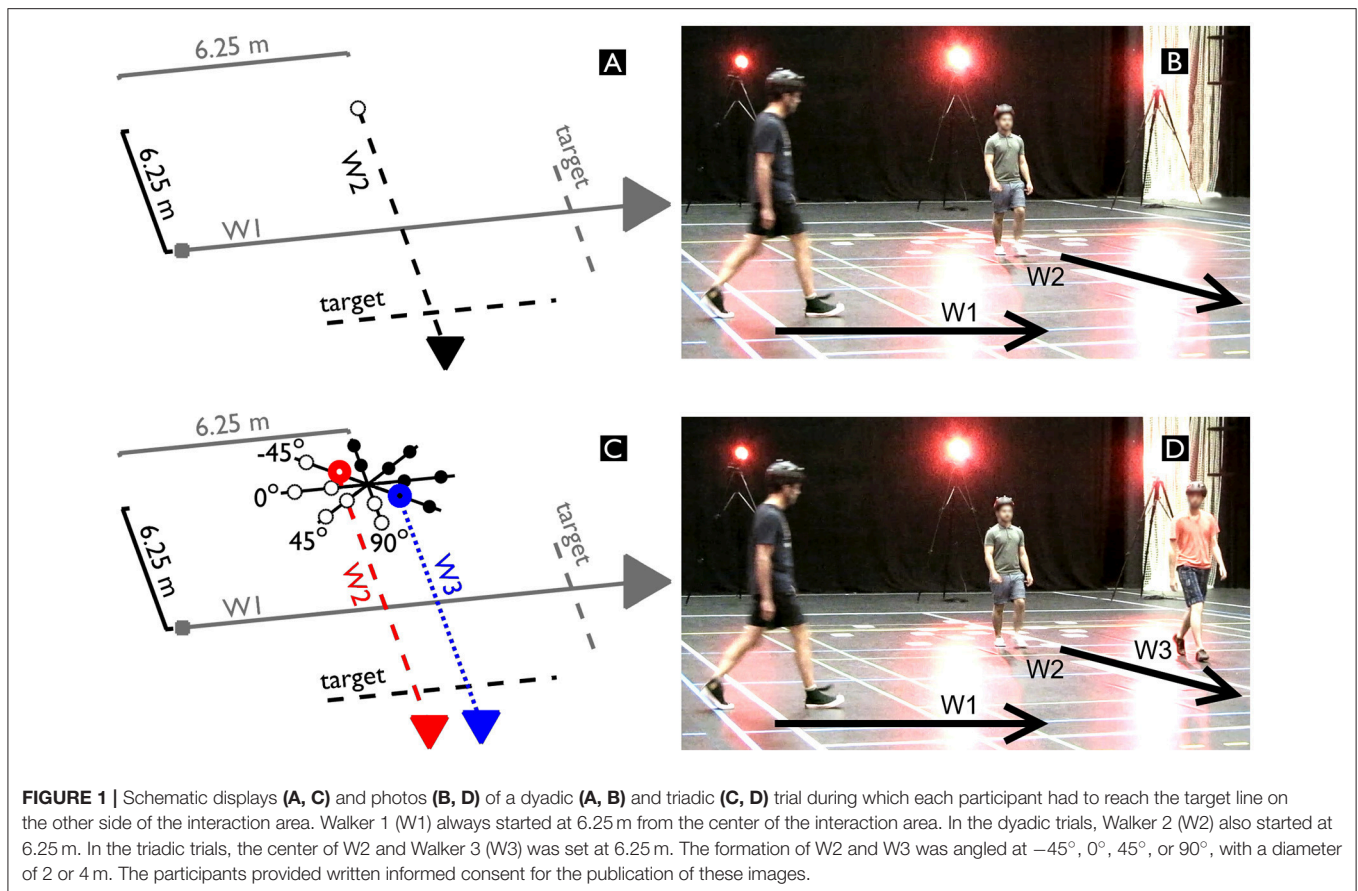 6.25 m
A
B
6.25 m
W2
target
W1
target
W2
W1
6.25 m
C
D
-45°
0°
45°
90°
6.25 m
W2
W3
target
W1
target
W3
W2
W1
FIGURE 1 | Schematic displays (A, C) and photos (B, D) of a dyadic (A, B) and triadic (C, D) trial during which each participant had to reach the target line on
the other side of the interaction area. Walker 1 (W1) always started at 6.25 m from the center of the interaction area. In the dyadic trials, Walker 2 (W2) also started at
6.25 m. In the triadic trials, the center of W2 and Walker 3 (W3) was set at 6.25 m. The formation of W2 and W3 was angled at −45°, 0°, 45°, or 90°, with a diameter
of 2 or 4 m. The participants provided written informed consent for the publication of these images.